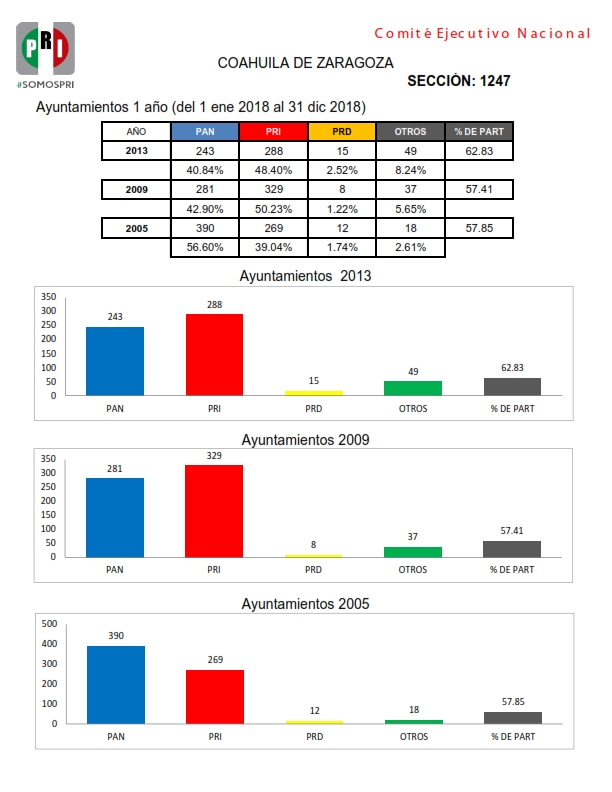 PRI
#SOMOSPRI
Comité Ejecutivo Nacional
COAHUILA DE ZARAGOZA
SECCIÓN: 1247
Ayuntamientos 1 año (del 1 ene 2018 al 31 dic 2018)
AÑO PAN PRI PRD OTROS % DE PART
2013 243 288 15 49 62.83
40.84% 48.40% 2.52% 8.24%
2009 281 329 8 37 57.41
42.90% 50.23% 1.22% 5.65%
2005 390 269 12 18 57.85
56.60% 39.04% 1.74% 2.61%
Ayuntamientos 2013
350
300
250
200
150
100
50
0
243 288 15 49 62.83
PAN PRI PRD OTROS % DE PART
Ayuntamientos 2009
350
300
250
200
150
100
50
0
281 329 8 37 57.41
PAN PRI PRD OTROS % DE PART
Ayuntamientos 2005
500
400
300
200
100
0
390 269 12 18 57.85
PAN PRI PRD OTROS % DE PART